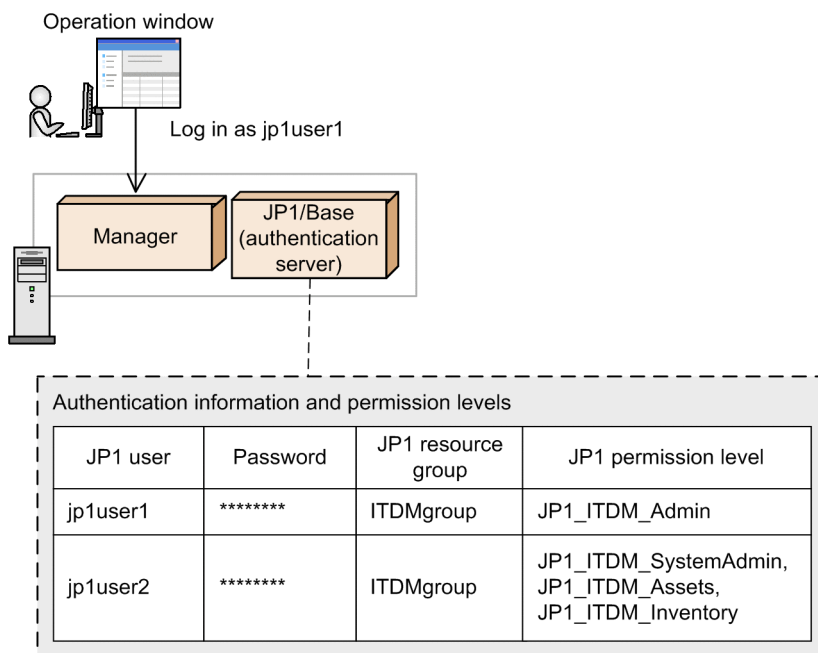 Operation window
Log in as jp1user1
Manager
JP1/Base
(authentication
server)
Authentication information and permission levels
JP1 user
Password
JP1 resource
group
JP1 permission level
jp1user1
********
ITDMgroup
JP1_ITDM_Admin
jp1user2
********
ITDMgroup
JP1_ITDM_SystemAdmin,
JP1_ITDM_Assets,
JP1_ITDM_Inventory